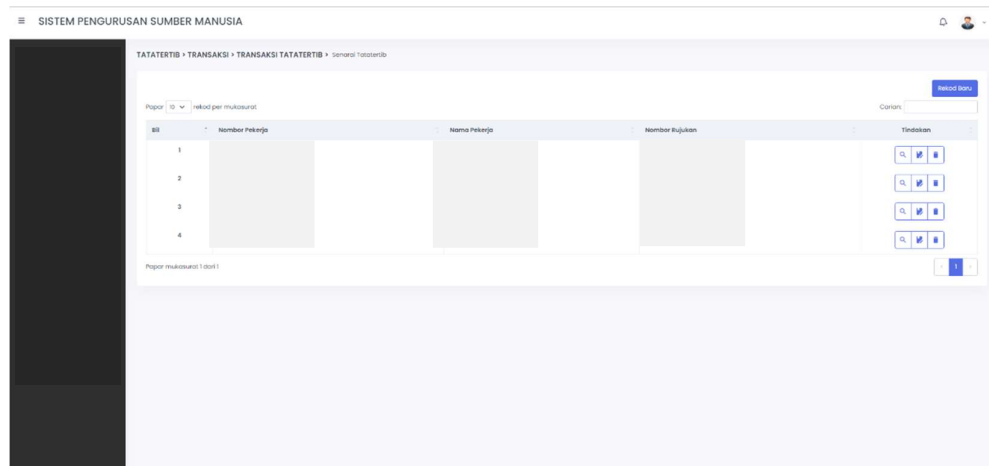 SISTEM PENGURUSAN SUMBER MANUSIA
TATATERTIB > TRANSAKSI > TRANSAKSI TATATERTIB > Senarai Tatatertib
Rekod Baru
Papar 10 rekod per mukasurat
Carian:
Bil Nombor Pekerja Nama Pekerja Nombor Rujukan Tindakan
1
2
3
4
Papar mukasurat 1 dari 1
1